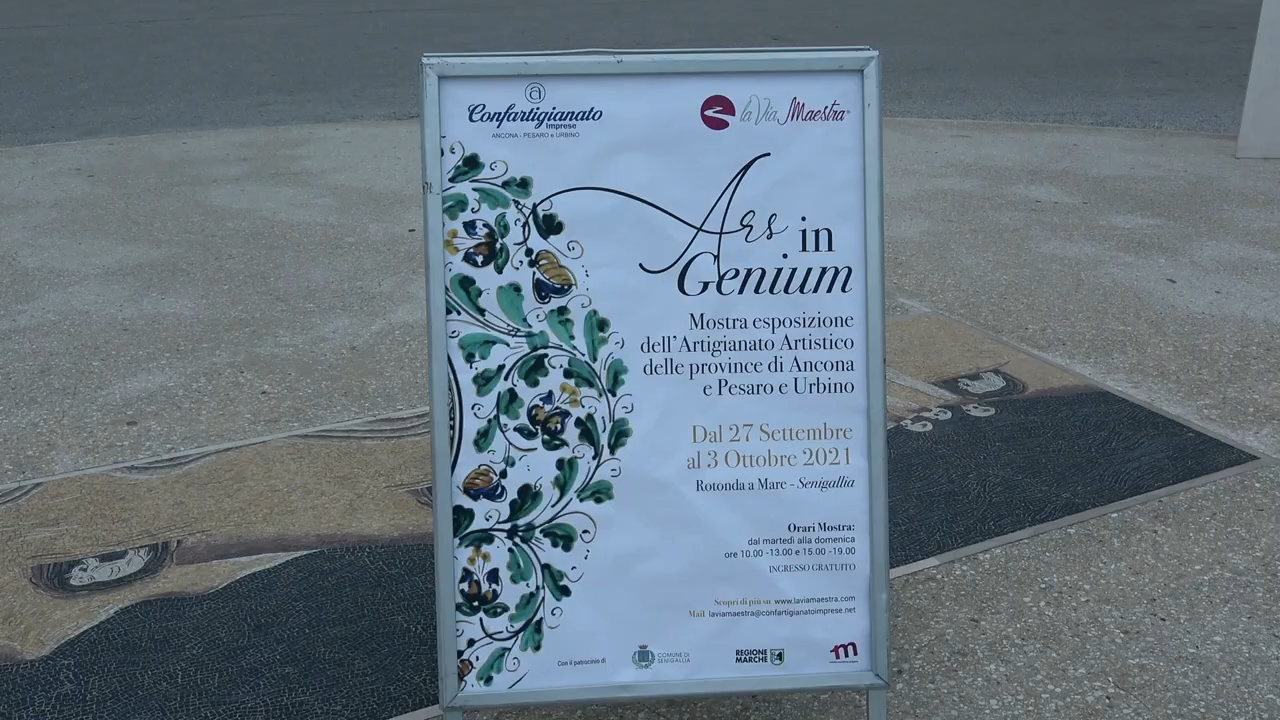 a
Confartigianato
Imprese
ANCONA - PESARO e URBINO
la Via Maestra®
Ars in
Genium
Mostra esposizione
dell'Artigianato Artistico
delle province di Ancona
e Pesaro e Urbino
Dal 27 Settembre
al 3 Ottobre 2021
Rotonda a Mare - Senigallia
Orari Mostra:
dal martedì alla domenica
ore 10.00 -13.00 e 15.00 -19.00
INGRESSO GRATUITO
Scopri di più su www.laviamaestra.com
Mail laviamaestra@confartigianatoimprese.net
Con il patrocinio di
COMUNE DI
SENIGALLIA
REGIONE
MARCHE
m